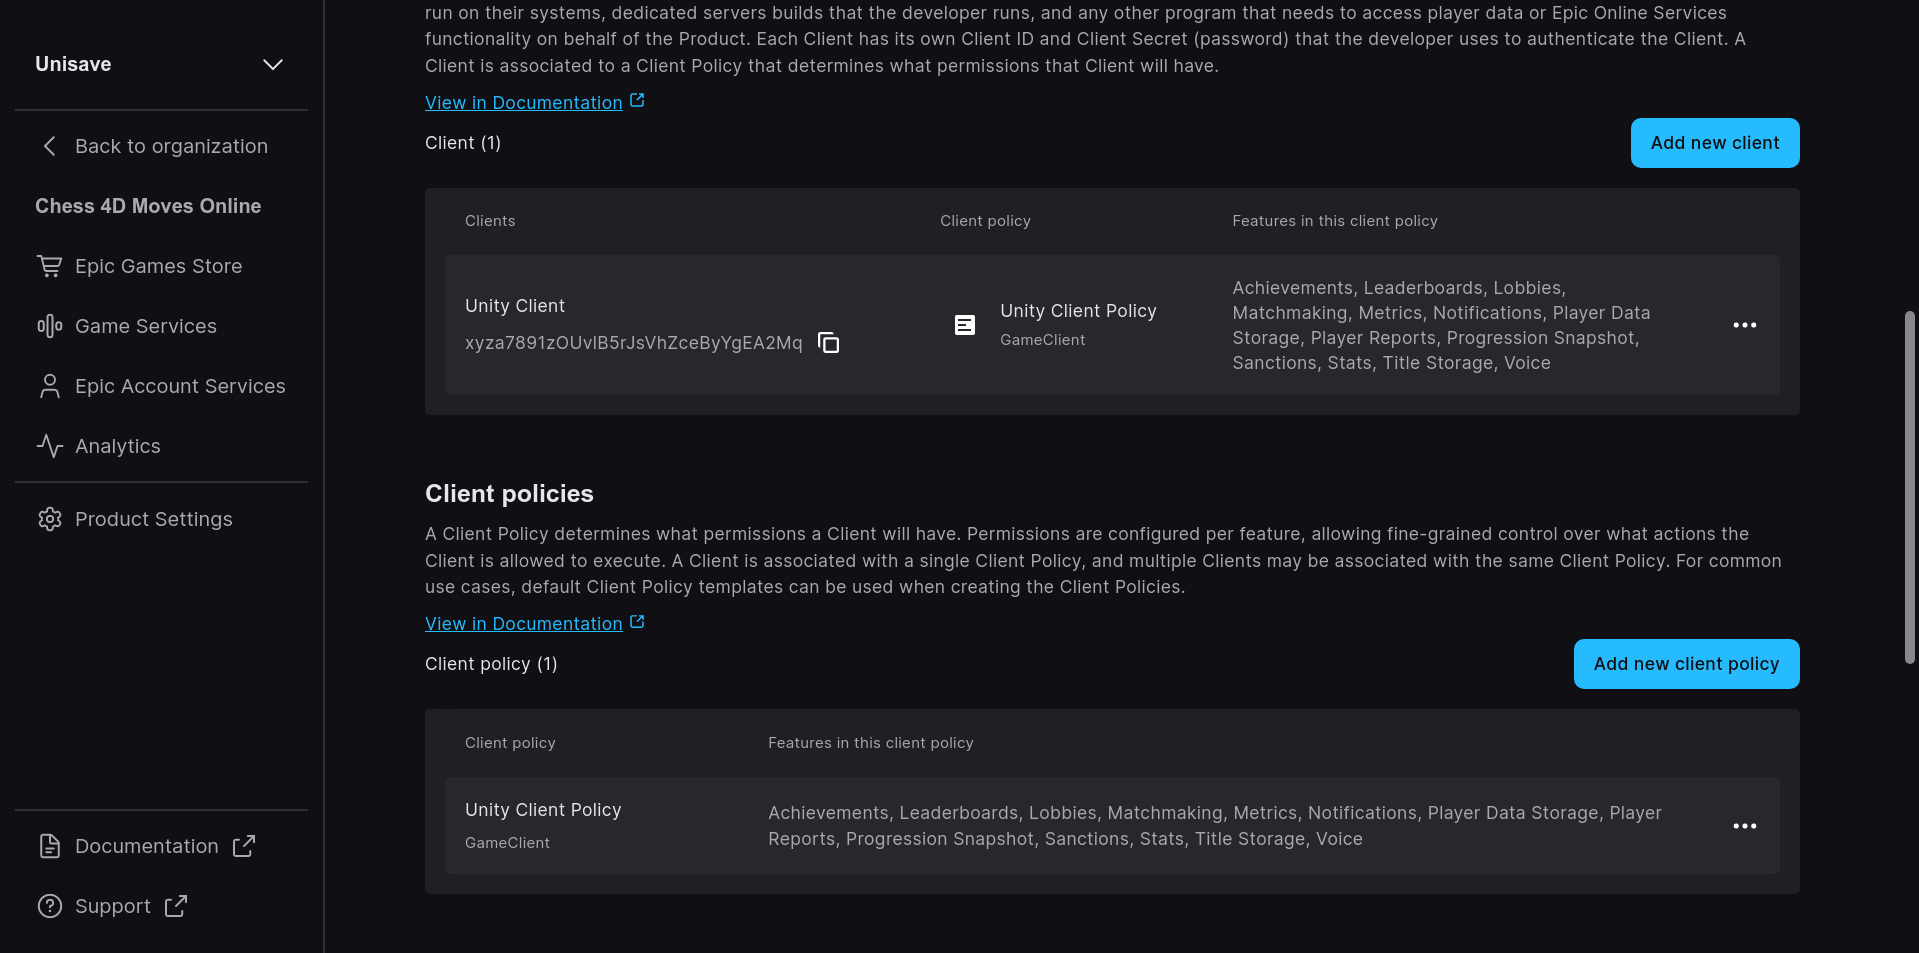 Unisave
Back to organization
Chess 4D Moves Online
Epic Games Store
Game Services
Epic Account Services
Analytics
Product Settings
Documentation
Support
run on their systems, dedicated servers builds that the developer runs, and any other program that needs to access player data or Epic Online Services
functionality on behalf of the Product. Each Client has its own Client ID and Client Secret (password) that the developer uses to authenticate the Client. A
Client is associated to a Client Policy that determines what permissions that Client will have.
View in Documentation
Client (1)
Add new client
Clients
Client policy
Features in this client policy
Unity Client
xyza7891zOUvlB5rJsVhZceByYgEA2Mq
Unity Client Policy
GameClient
Achievements, Leaderboards, Lobbies,
Matchmaking, Metrics, Notifications, Player Data
Storage, Player Reports, Progression Snapshot,
Sanctions, Stats, Title Storage, Voice
Client policies
A Client Policy determines what permissions a Client will have. Permissions are configured per feature, allowing fine-grained control over what actions the
Client is allowed to execute. A Client is associated with a single Client Policy, and multiple Clients may be associated with the same Client Policy. For common
use cases, default Client Policy templates can be used when creating the Client Policies.
View in Documentation
Client policy (1)
Add new client policy
Client policy
Features in this client policy
Unity Client Policy
GameClient
Achievements, Leaderboards, Lobbies, Matchmaking, Metrics, Notifications, Player Data Storage, Player
Reports, Progression Snapshot, Sanctions, Stats, Title Storage, Voice